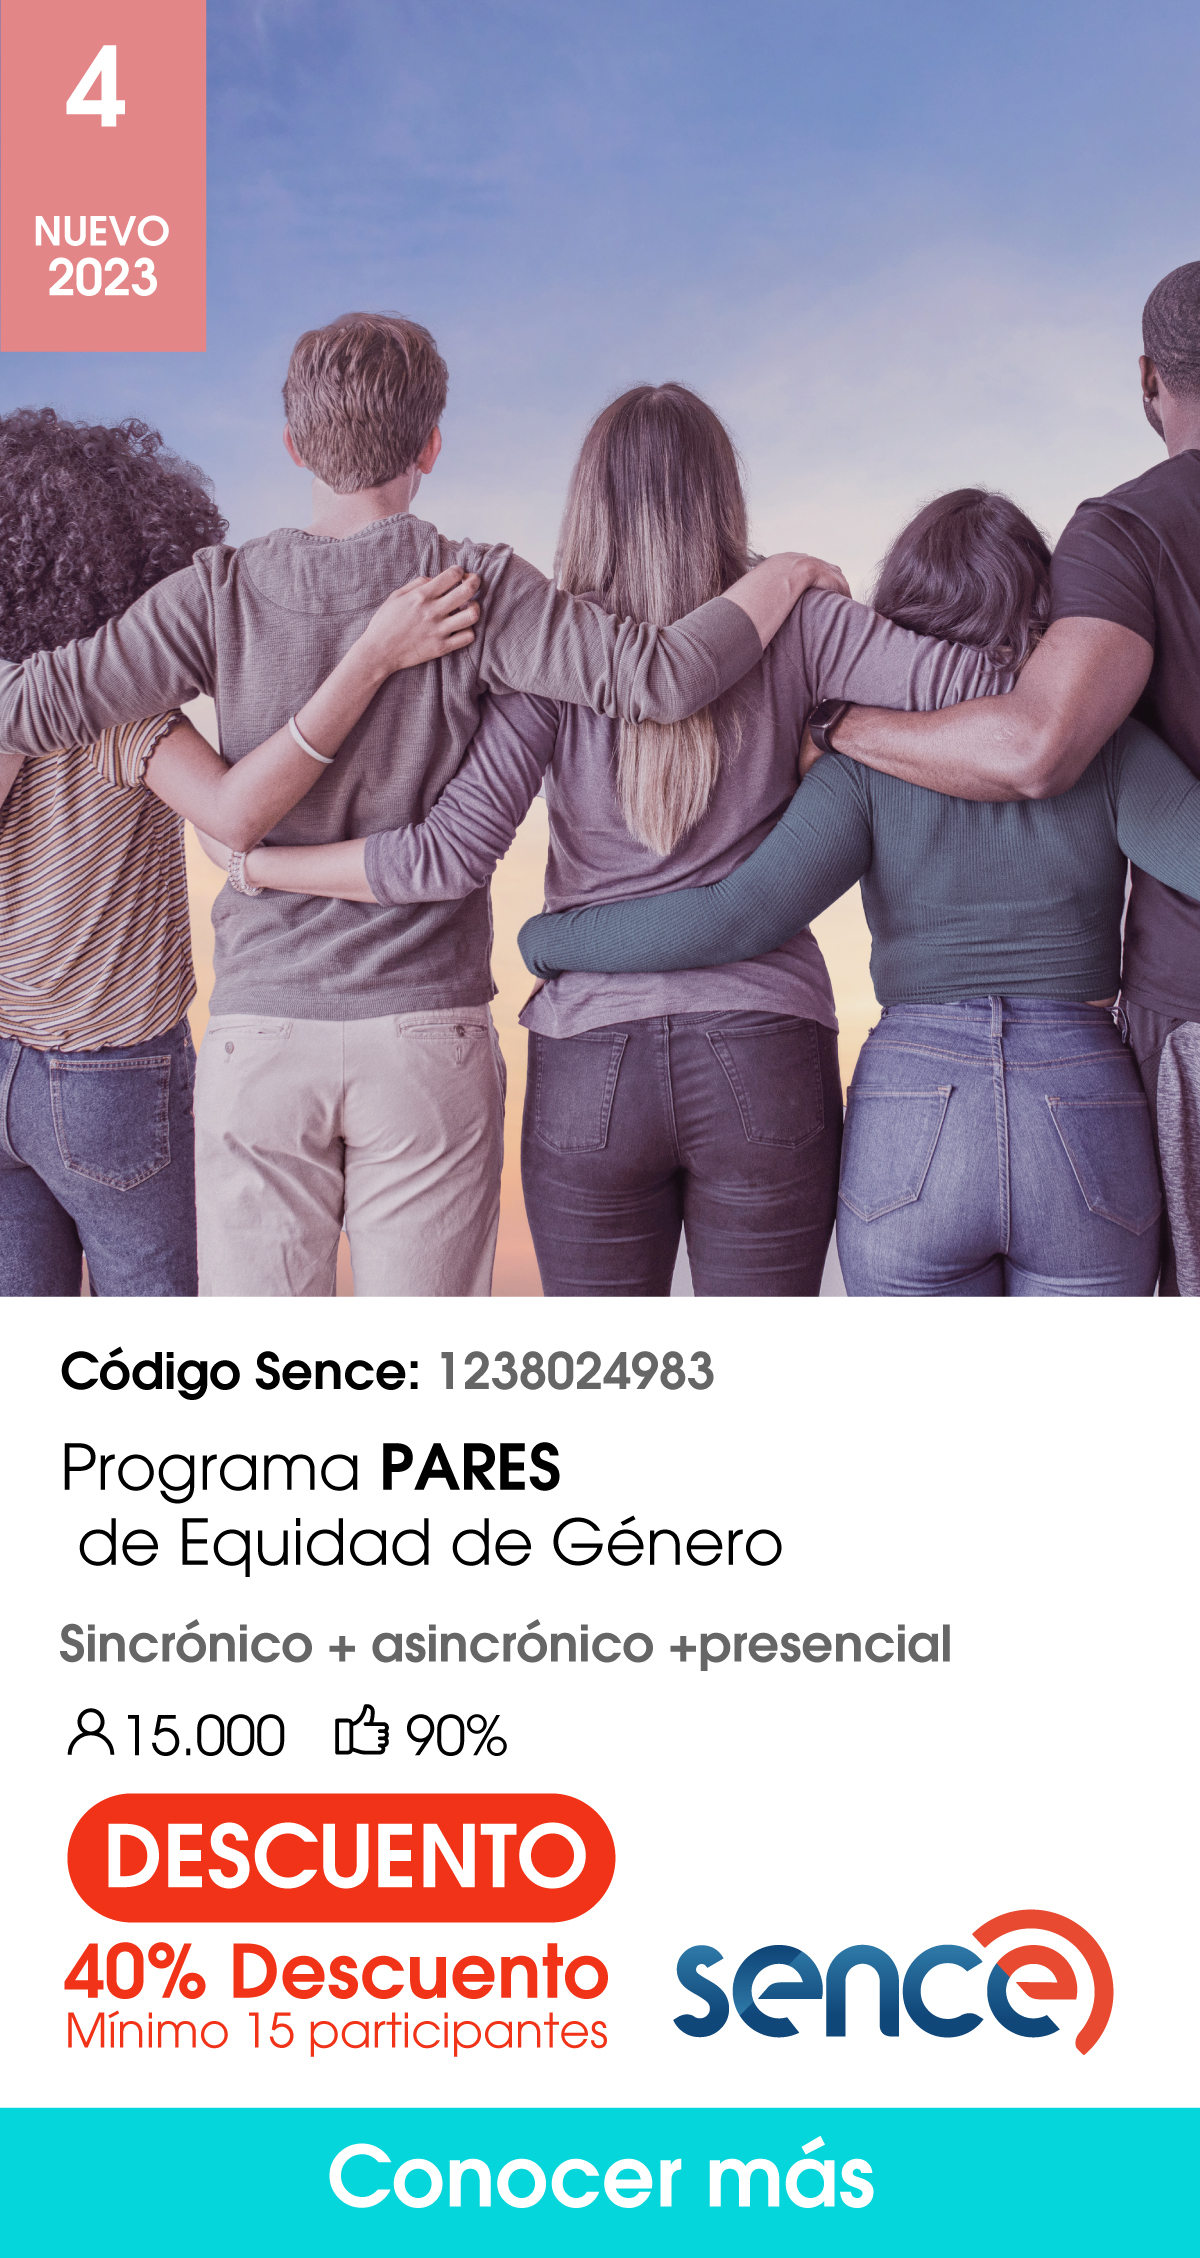 4
NUEVO
2023
Código Sence: 1238024983
Programa PARES
de Equidad de Género
Sincrónico + asincrónico +presencial
15.000 90%
DESCUENTO
40% Descuento
Mínimo 15 participantes
sence
Conocer más